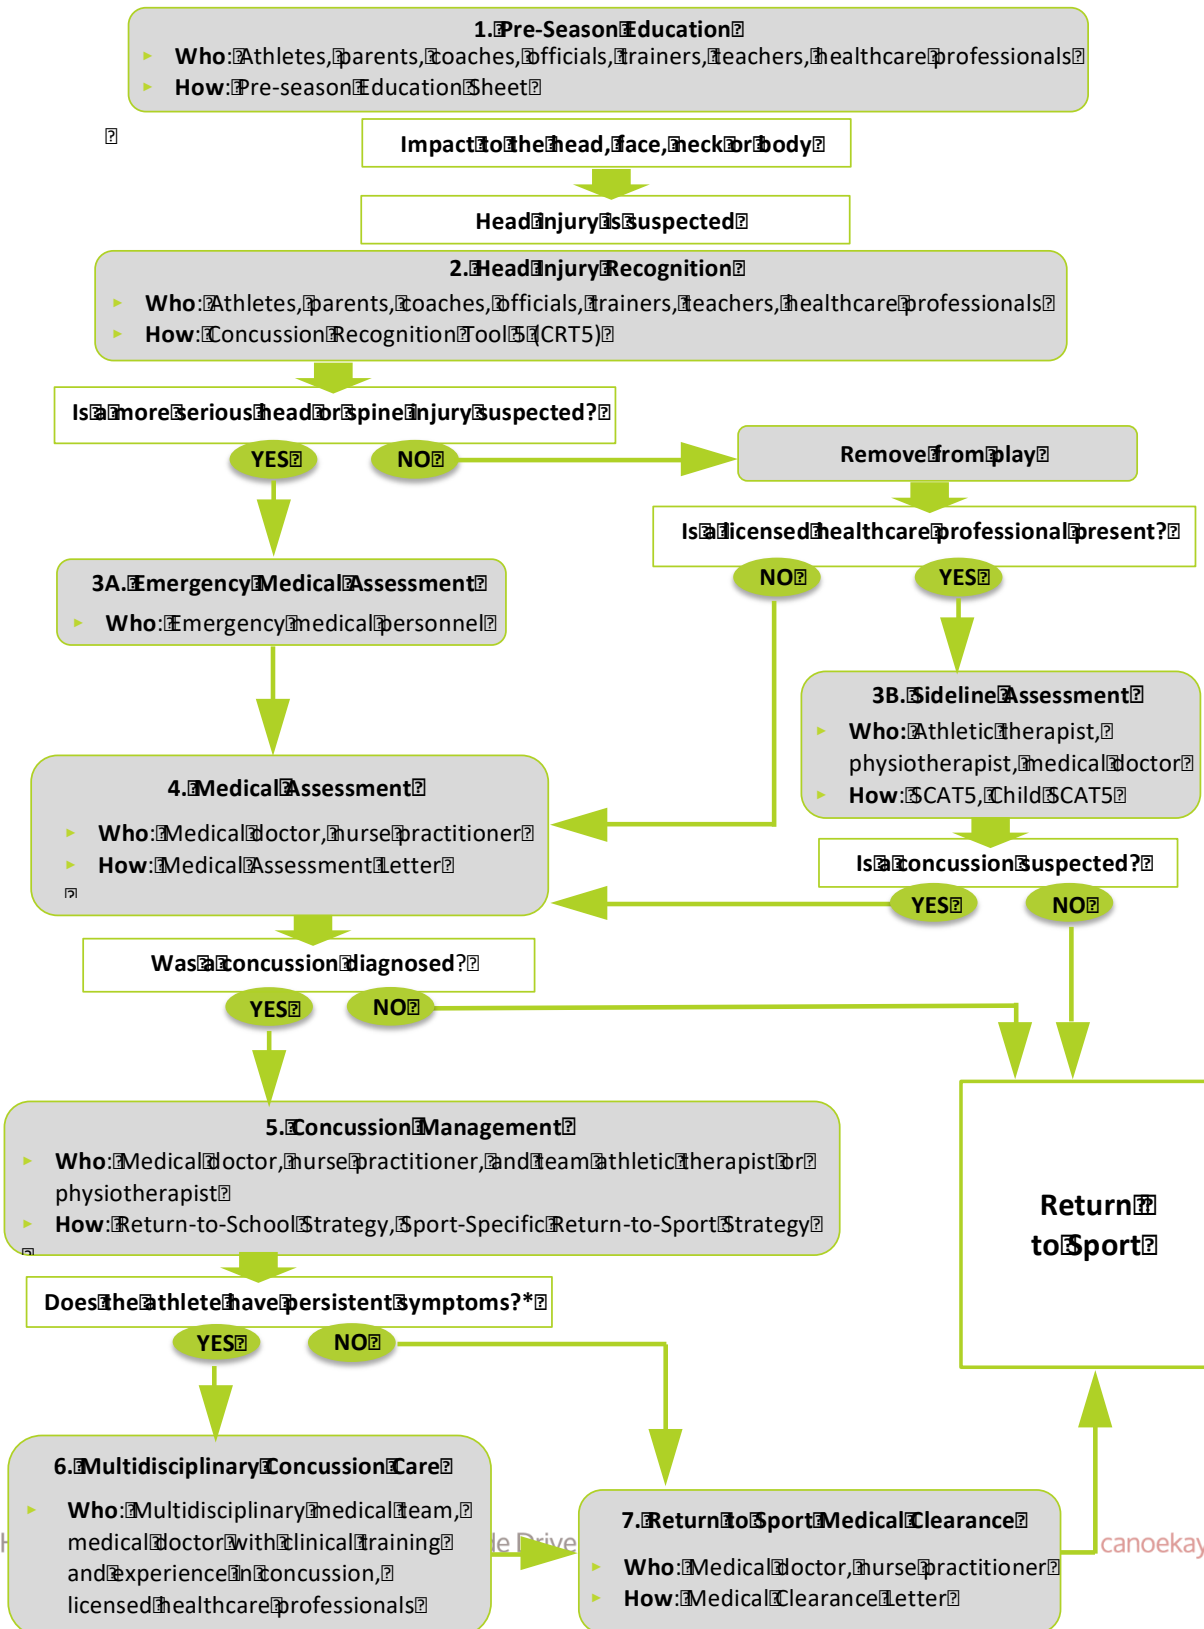 1. Pre-Season Education
► Who: Athletes, parents, coaches, officials, trainers, teachers, healthcare professionals
► How: Pre-season Education Sheet
Impact to the head, face, neck or body
Head injury is suspected
2. Head Injury Recognition
► Who: Athletes, parents, coaches, officials, trainers, teachers, healthcare professionals
► How: Concussion Recognition Tool 5 (CRT5)
Is a more serious head or spine injury suspected?
YES
NO
Remove from play
Is a licensed healthcare professional present?
NO
YES
3A. Emergency Medical Assessment
► Who: Emergency medical personnel
3B. Sideline Assessment
► Who: Athletic therapist,
physiotherapist, medical doctor
► How: SCAT5, Child SCAT5
4. Medical Assessment
► Who: Medical doctor, nurse practitioner
► How: Medical Assessment Letter
Is a concussion suspected?
YES
NO
Was a concussion diagnosed?
YES
NO
5. Concussion Management
► Who: Medical doctor, nurse practitioner, and team athletic therapist or
physiotherapist
► How: Return-to-School Strategy, Sport-Specific Return-to-Sport Strategy
Return
to Sport
Does the athlete have persistent symptoms?*
YES
NO
6. Multidisciplinary Concussion Care
► Who: Multidisciplinary medical team,
medical doctor with clinical training
and experience in concussion,
licensed healthcare professionals
7. Return to Sport Medical Clearance
► Who: Medical doctor, nurse practitioner
► How: Medical Clearance Letter
de Drive
canoekay